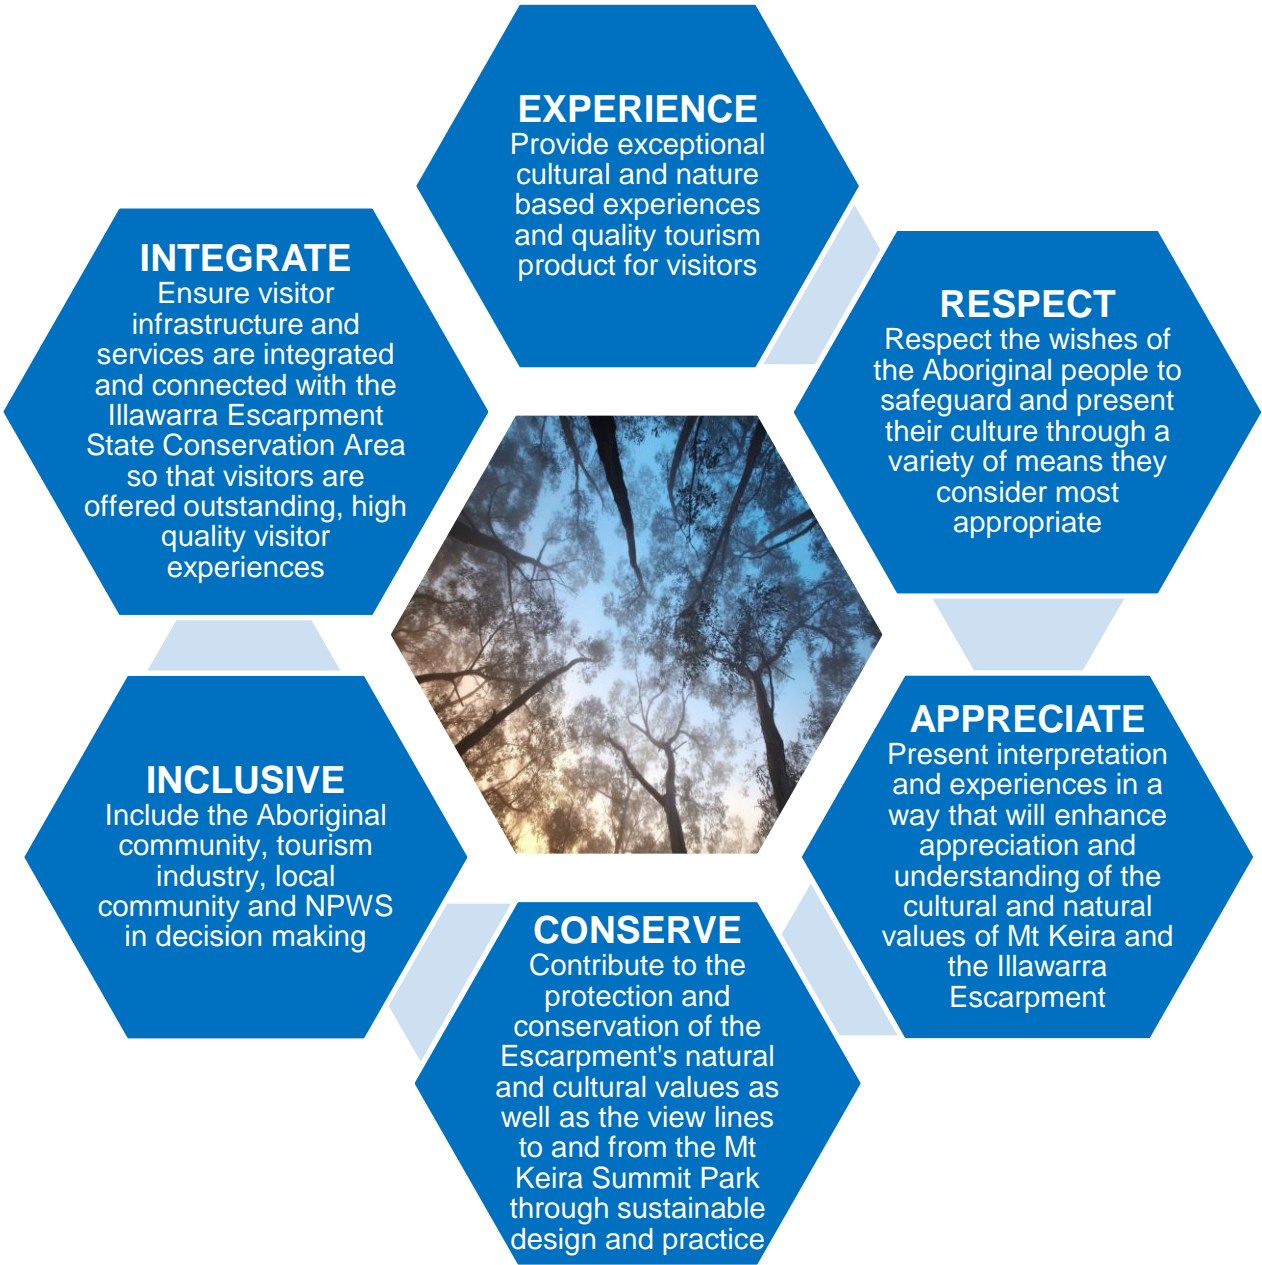 EXPERIENCE
Provide exceptional
cultural and nature
based experiences
and quality tourism
product for visitors
RESPECT
Respect the wishes of
the Aboriginal people to
safeguard and present
their culture through a
variety of means they
consider most
appropriate
APPRECIATE
Present interpretation
and experiences in a
way that will enhance
appreciation and
understanding of the
cultural and natural
values of Mt Keira and
the Illawarra
Escarpment
CONSERVE
Contribute to the
protection and
conservation of the
Escarpment's natural
and cultural values as
well as the view lines
to and from the Mt
Keira Summit Park
through sustainable
design and practice
INCLUSIVE
Include the Aboriginal
community, tourism
industry, local
community and NPWS
in decision making
INTEGRATE
Ensure visitor
infrastructure and
services are integrated
and connected with the
Illawarra Escarpment
State Conservation Area
so that visitors are
offered outstanding, high
quality visitor
experiences